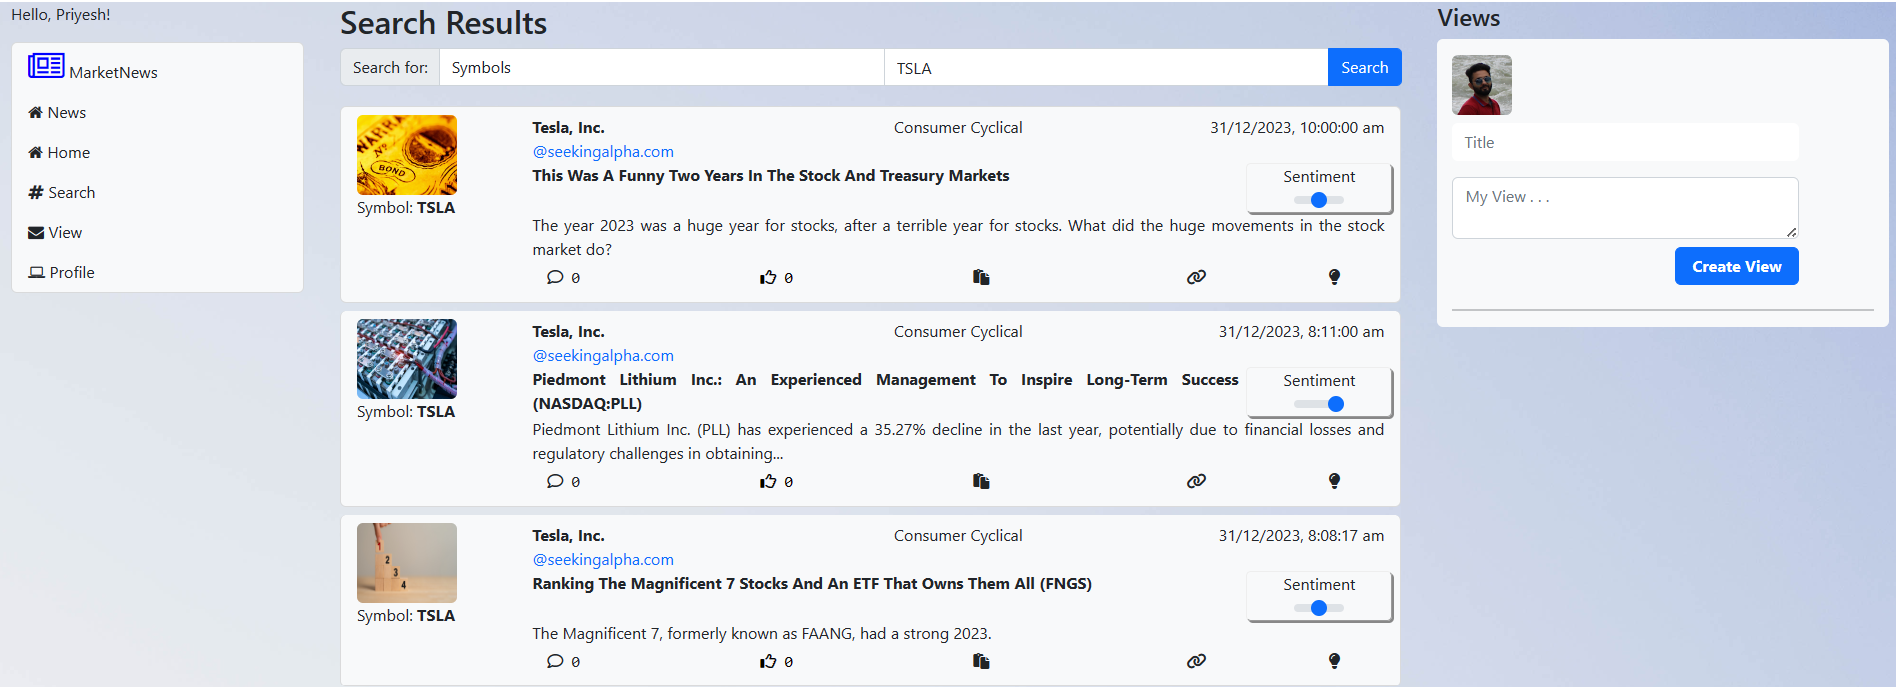 Hello, Priyesh!
MarketNews
News
Home
Search
View
Profile
Search Results
Search for: Symbols TSLA Search
WARRA
No
BOND
Symbol: TSLA
Tesla, Inc. Consumer Cyclical 31/12/2023, 10:00:00 am
@seekingalpha.com
This Was A Funny Two Years In The Stock And Treasury Markets
Sentiment
The year 2023 was a huge year for stocks, after a terrible year for stocks. What did the huge movements in the stock
market do?
0 0
Symbol: TSLA
Tesla, Inc. Consumer Cyclical 31/12/2023, 8:11:00 am
@seekingalpha.com
Piedmont Lithium Inc.: An Experienced Management To Inspire Long-Term Success
(NASDAQ:PLL)
Sentiment
Piedmont Lithium Inc. (PLL) has experienced a 35.27% decline in the last year, potentially due to financial losses and
regulatory challenges in obtaining...
0 0
2
3
4
Symbol: TSLA
Tesla, Inc. Consumer Cyclical 31/12/2023, 8:08:17 am
@seekingalpha.com
Ranking The Magnificent 7 Stocks And An ETF That Owns Them All (FNGS)
Sentiment
The Magnificent 7, formerly known as FAANG, had a strong 2023.
0 0
Views
Title
My View . . .
Create View